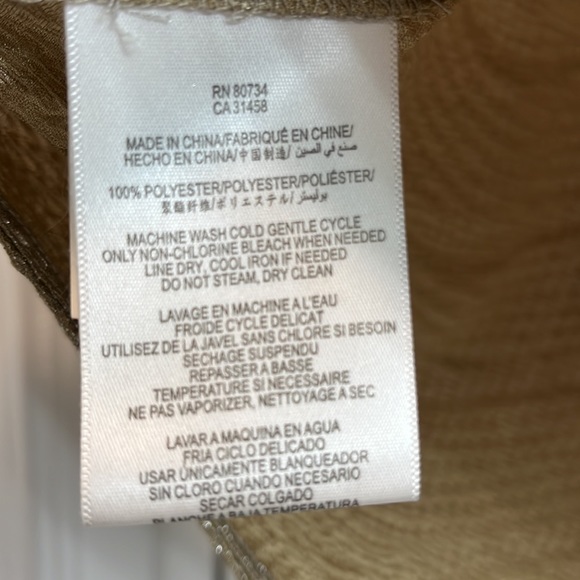 RN 80734
CA 31458
MADE IN CHINA/FABRIQUÉ EN CHINE/
HECHO EN CHINA/中国制造/ صنع في الصين
100% POLYESTER/POLYESTER/POLIÉSTER/
聚酯纤维/ポリエステル/ بوليستر
MACHINE WASH COLD GENTLE CYCLE
ONLY NON-CHLORINE BLEACH WHEN NEEDED
LINE DRY, COOL IRON IF NEEDED
DO NOT STEAM, DRY CLEAN
LAVAGE EN MACHINE A L'EAU
FROIDE CYCLE DELICAT
UTILISEZ DE LA JAVEL SANS CHLORE SI BESOIN
SECHAGE SUSPENDU
REPASSER A BASSE
TEMPERATURE SI NECESSAIRE
NE PAS VAPORIZER, NETTOYAGE A SEC
LAVAR A MAQUINA EN AGUA
FRIA CICLO DELICADO
USAR ÚNICAMENTE BLANQUEADOR
SIN CLORO CUANDO NECESARIO
SECAR COLGADO
PLANCHE A BAJA TEMPERATURA